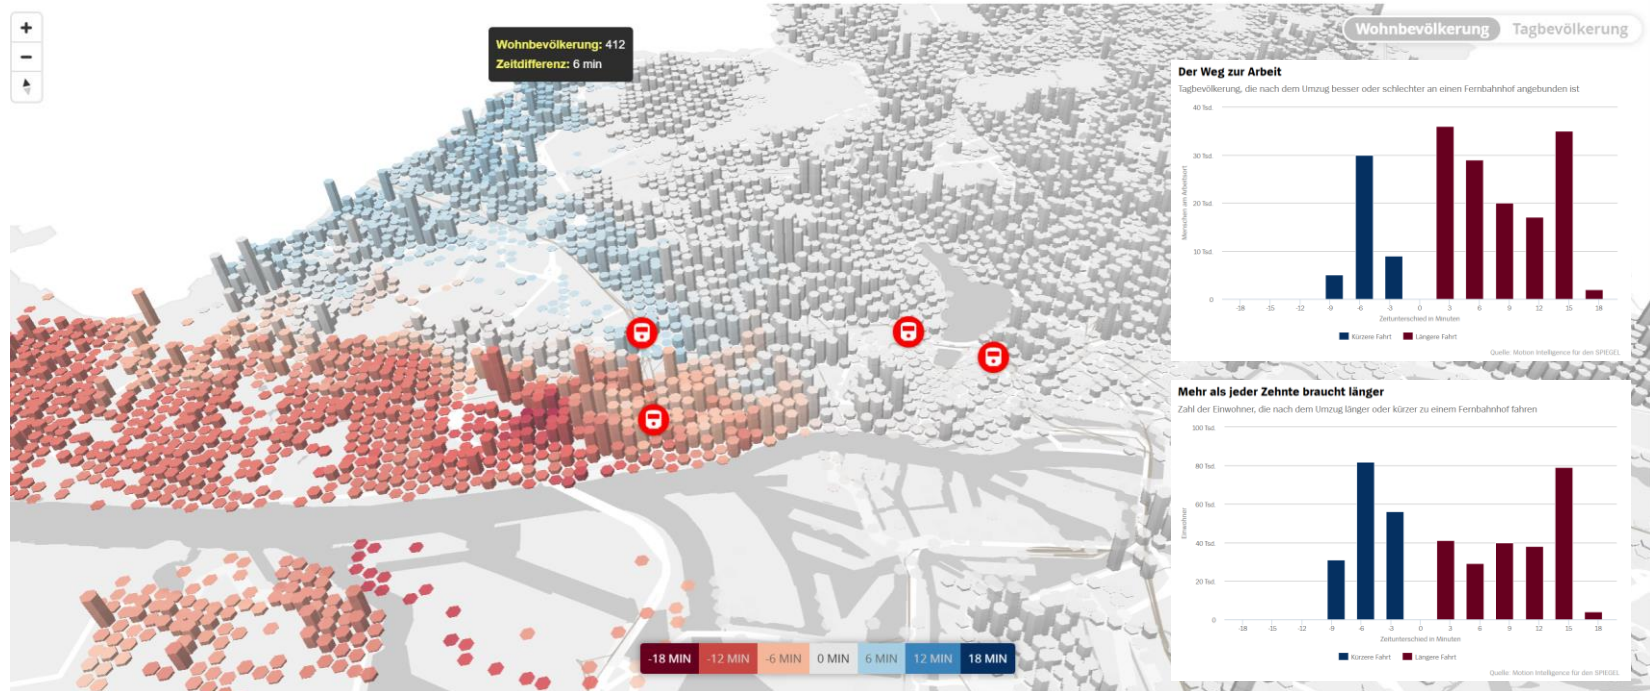 +
−
Wohnbevölkerung: 412
Zeitdifferenz: 6 min
Wohnbevölkerung Tagbevölkerung
Der Weg zur Arbeit
Tagbevölkerung, die nach dem Umzug besser oder schlechter an einen Fernbahnhof angebunden ist
40 Tsd.
30 Tsd.
20 Tsd.
10 Tsd.
0
Menschen am Arbeitsort
-18 -15 -12 -9 -6 -3 0 3 6 9 12 15 18
Zeitunterschied in Minuten
Kürzere Fahrt Längere Fahrt
Quelle: Motion Intelligence für den SPIEGEL
Mehr als jeder Zehnte braucht länger
Zahl der Einwohner, die nach dem Umzug länger oder kürzer zu einem Fernbahnhof fahren
100 Tsd.
80 Tsd.
60 Tsd.
40 Tsd.
20 Tsd.
0
Einwohner
-18 -15 -12 -9 -6 -3 0 3 6 9 12 15 18
Zeitunterschied in Minuten
Kürzere Fahrt Längere Fahrt
Quelle: Motion Intelligence für den SPIEGEL
-18 MIN -12 MIN -6 MIN 0 MIN 6 MIN 12 MIN 18 MIN